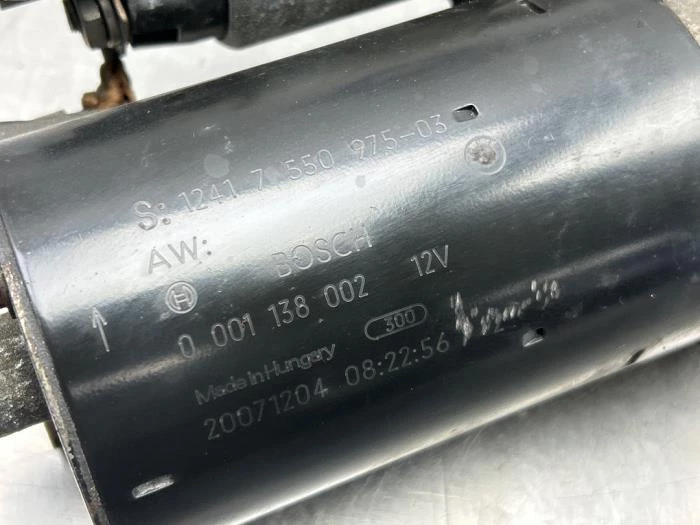 S: 1241 7 550 975-03
AW:
BOSCH
0 001 138 002 12V
300
Made in Hungary
20071204 08:22:56